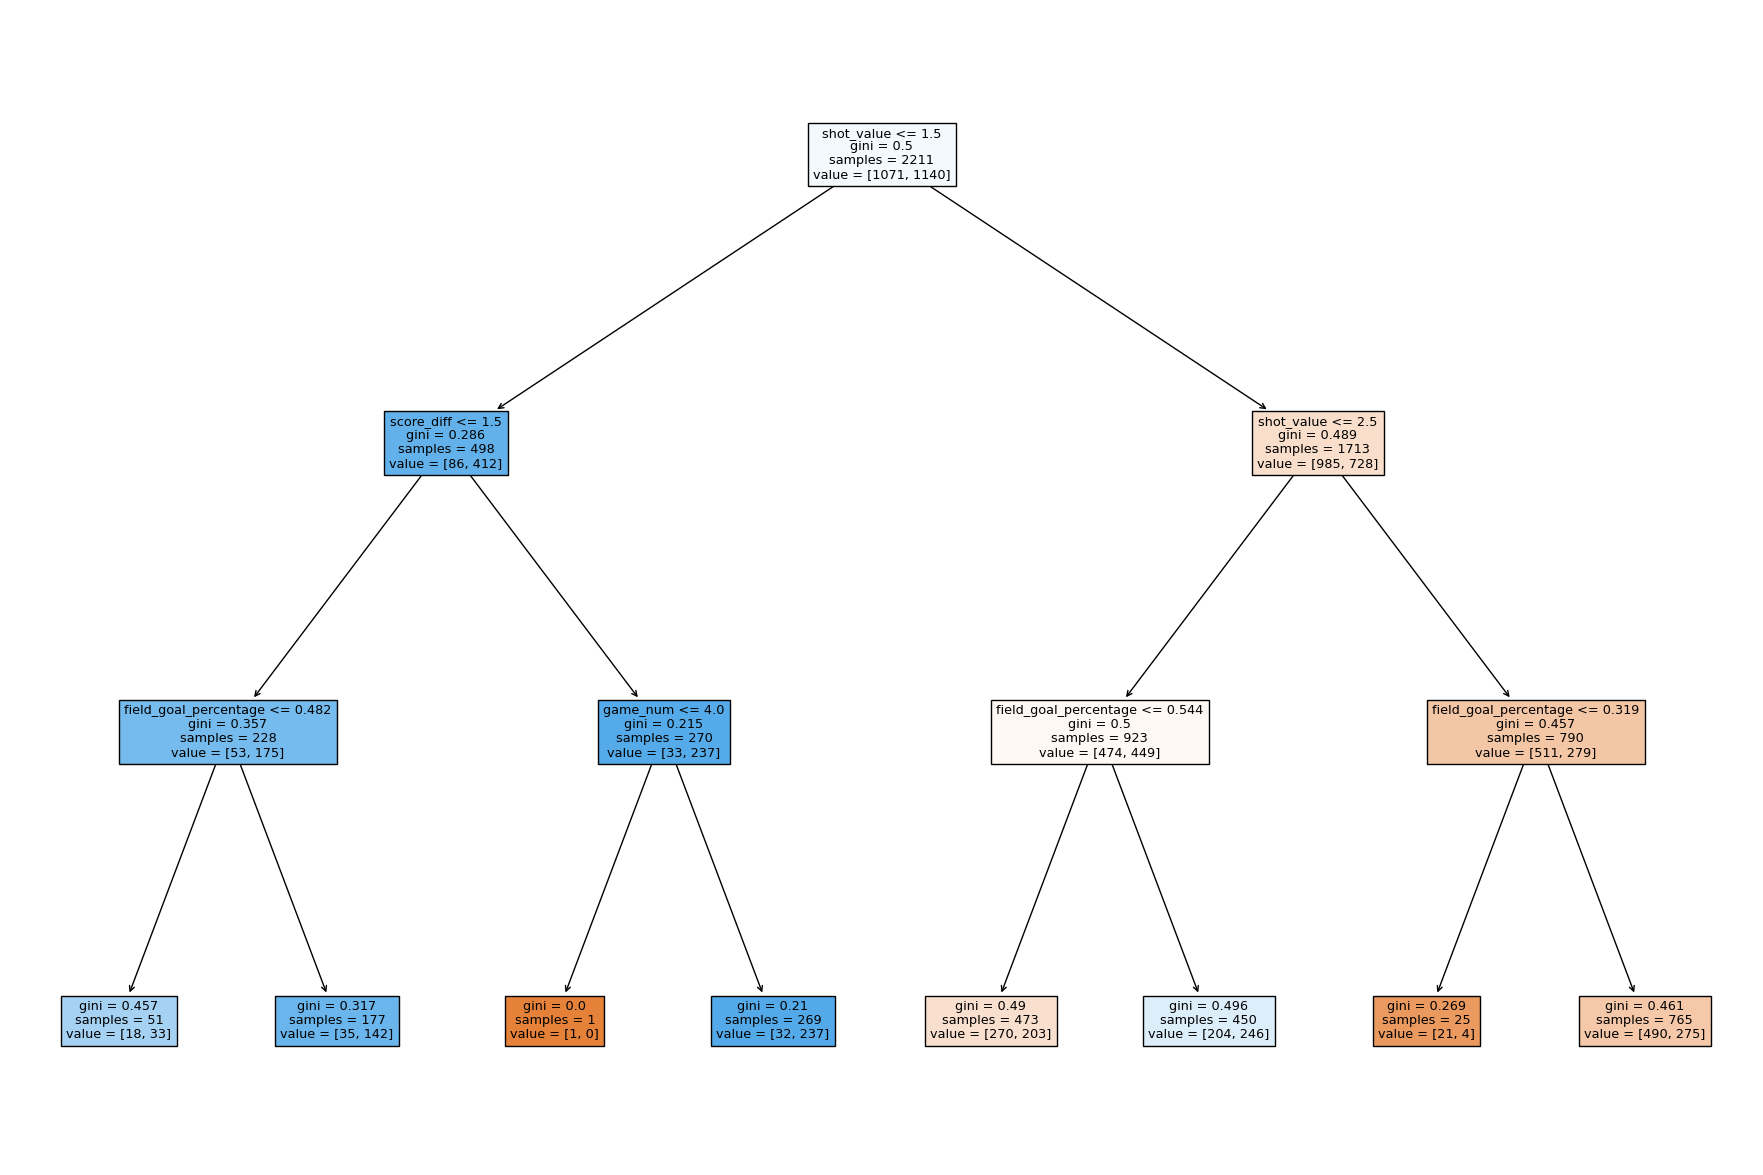 shot_value <= 1.5
gini = 0.5
samples = 2211
value = [1071, 1140]
score_diff <= 1.5
gini = 0.286
samples = 498
value = [86, 412]
shot_value <= 2.5
gini = 0.489
samples = 1713
value = [985, 728]
field_goal_percentage <= 0.482
gini = 0.357
samples = 228
value = [53, 175]
game_num <= 4.0
gini = 0.215
samples = 270
value = [33, 237]
field_goal_percentage <= 0.544
gini = 0.5
samples = 923
value = [474, 449]
field_goal_percentage <= 0.319
gini = 0.457
samples = 790
value = [511, 279]
gini = 0.457
samples = 51
value = [18, 33]
gini = 0.317
samples = 177
value = [35, 142]
gini = 0.0
samples = 1
value = [1, 0]
gini = 0.21
samples = 269
value = [32, 237]
gini = 0.49
samples = 473
value = [270, 203]
gini = 0.496
samples = 450
value = [204, 246]
gini = 0.269
samples = 25
value = [21, 4]
gini = 0.461
samples = 765
value = [490, 275]